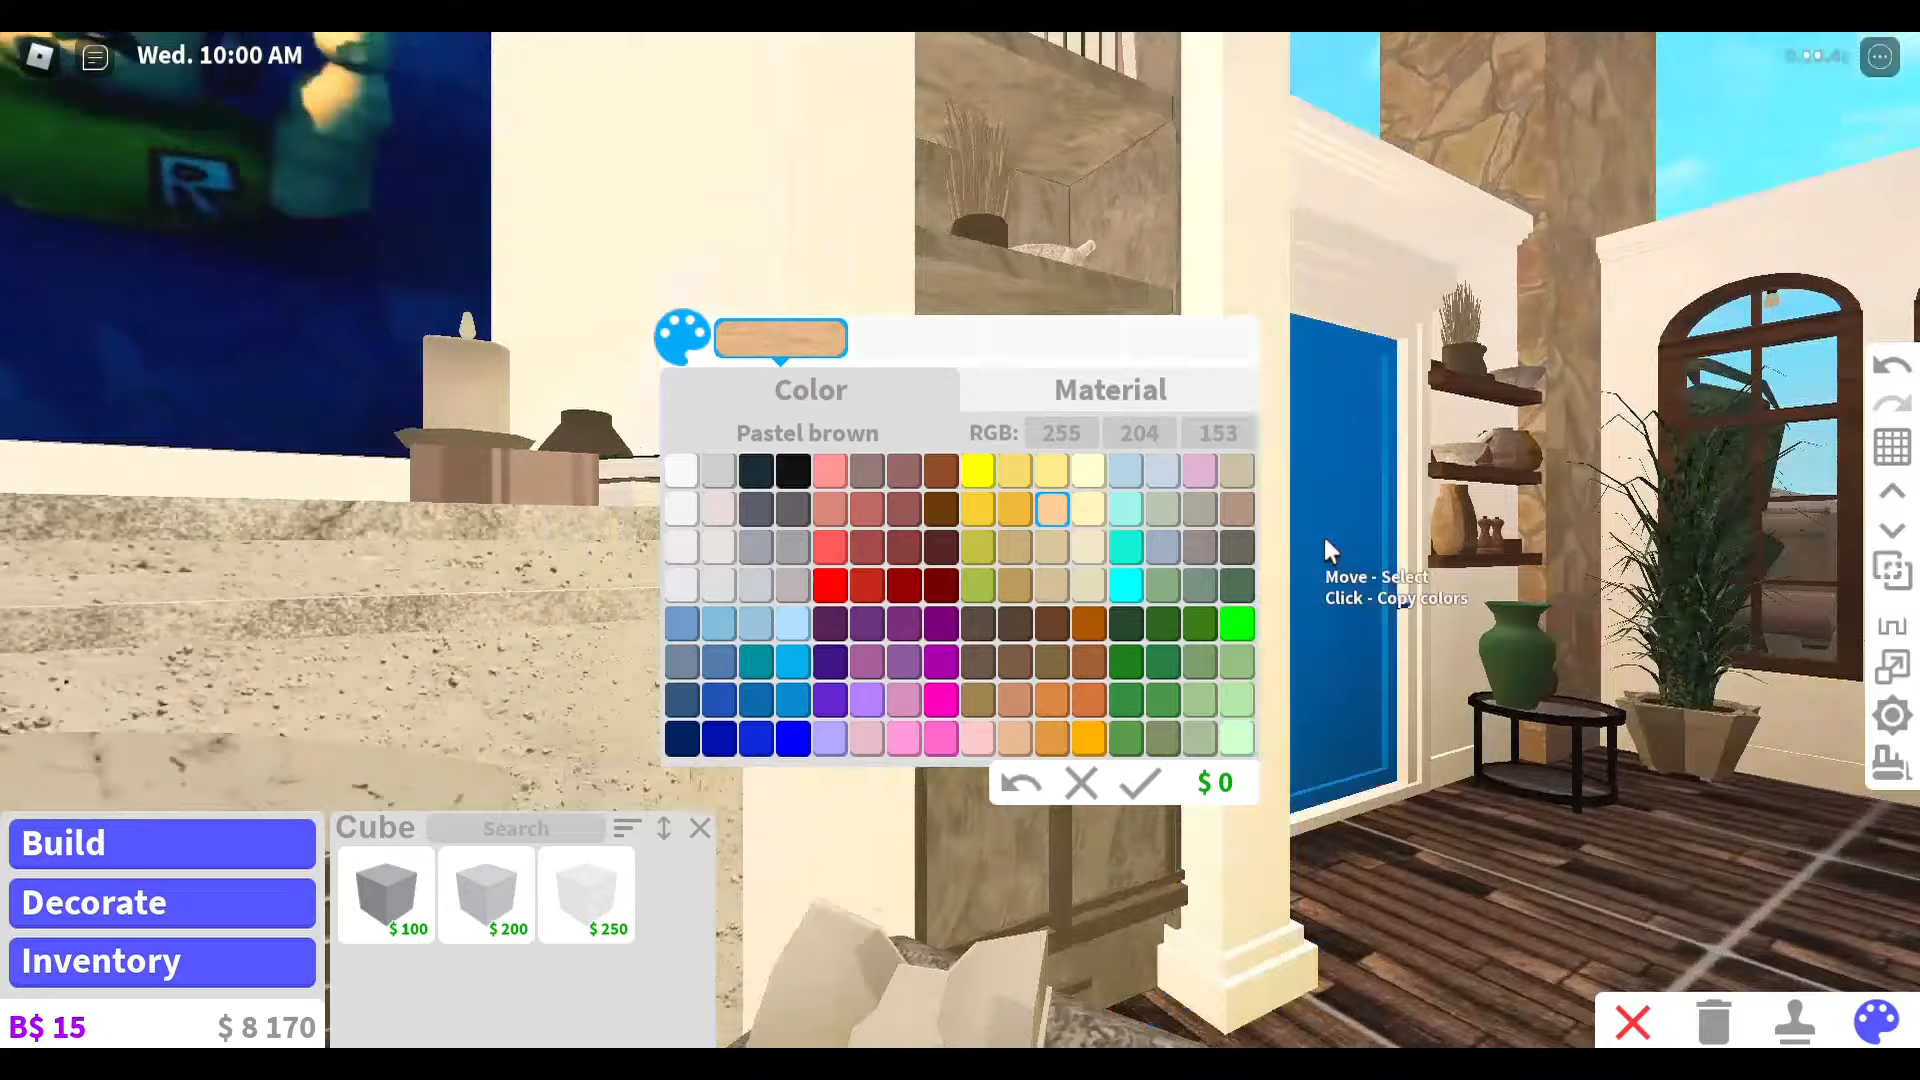 Wed. 10:00 AM
R
Color
Material
Pastel brown
RGB: 255 204 153
Move - Select
Click - Copy colors
$ 0
Build
Decorate
Inventory
B$ 15
$ 8 170
Cube
Search
$ 100
$ 200
$ 250